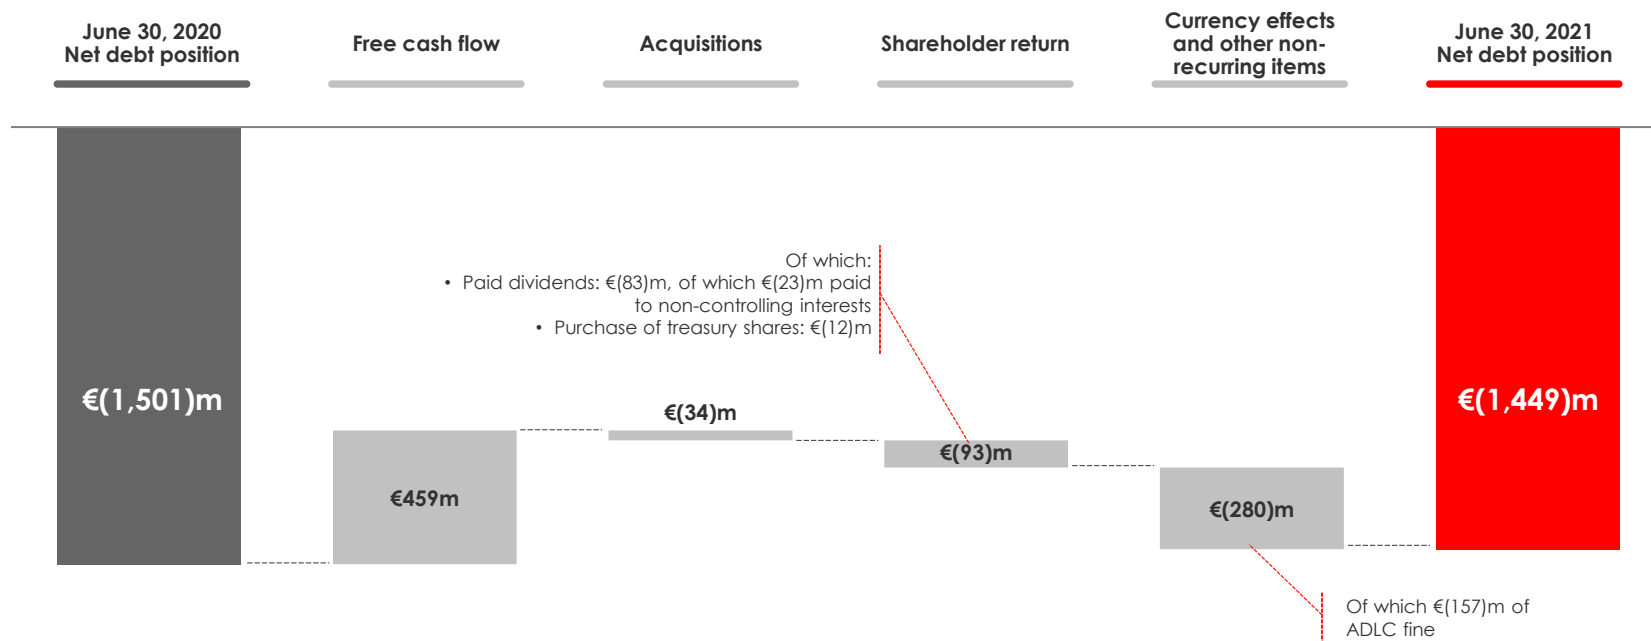 June 30, 2020
Net debt position
Free cash flow
Acquisitions
Shareholder return
Currency effects
and other non-
recurring items
June 30, 2021
Net debt position
Of which:
• Paid dividends: €(83)m, of which €(23)m paid
to non-controlling interests
• Purchase of treasury shares: €(12)m
€(1,501)m
€459m
€(34)m
€(93)m
€(280)m
€(1,449)m
Of which €(157)m of
ADLC fine